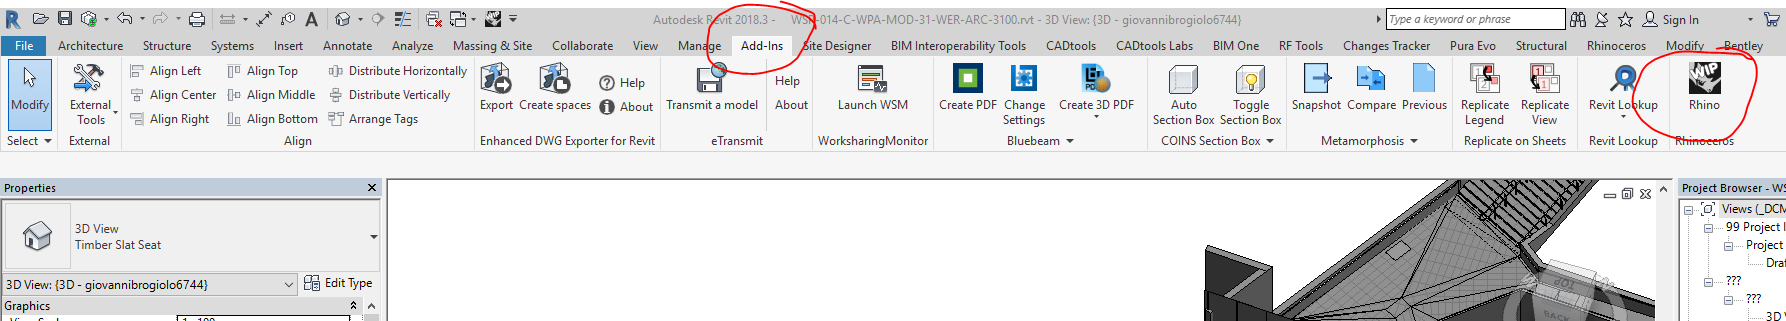 Autodesk Revit 2018.3 - WSP-014-C-WPA-MOD-31-WER-ARC-3100.rvt - 3D View: {3D - giovannibrogiolo6744}
Type a keyword or phrase
Sign In
File Architecture Structure Systems Insert Annotate Analyze Massing & Site Collaborate View Manage Add-Ins Site Designer BIM Interoperability Tools CADtools CADtools Labs BIM One RF Tools Changes Tracker Pura Evo Structural Rhinoceros Modify Bentley
Align Left Align Top Distribute Horizontally
Help Help
Modify External Tools
Align Center Align Middle Distribute Vertically
Export Create spaces
About
Transmit a model
About
Launch WSM
Create PDF
Change Settings
Create 3D PDF
Auto Section Box
Toggle Section Box
Snapshot Compare Previous
Replicate Legend
Replicate View
Revit Lookup
WIP
Rhino
Align Right Align Bottom Arrange Tags
Select External Align Enhanced DWG Exporter for Revit eTransmit WorksharingMonitor Bluebeam COINS Section Box Metamorphosis Replicate on Sheets Revit Lookup Rhinoceros
Properties
3D View
Timber Slat Seat
3D View: {3D - giovannibrogiolo6744}
Edit Type
Graphics
TOP
BACK
Project Browser - WS
Views (_DCM
99 Project I
Project
Draf
???
???
3D V